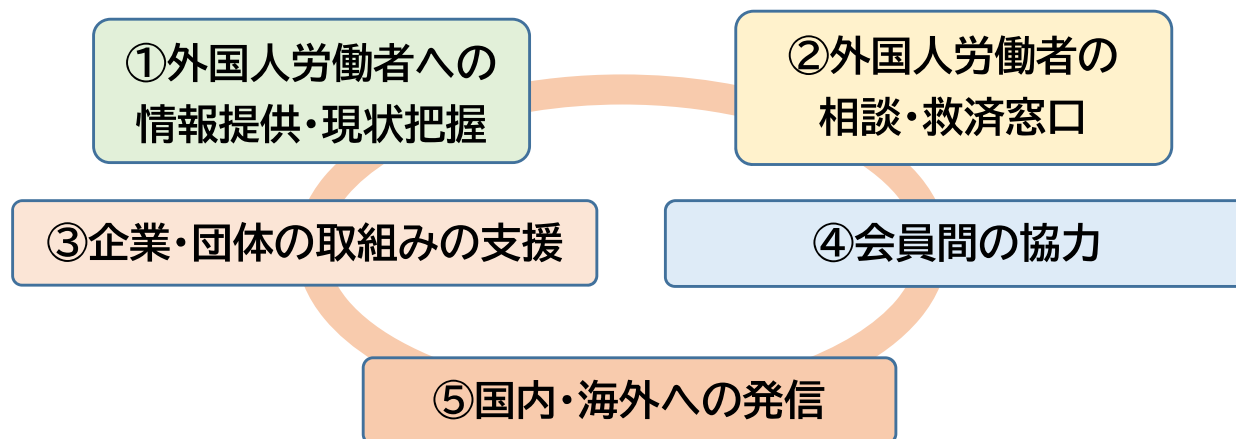 ①外国人労働者への
情報提供・現状把握
②外国人労働者の
相談・救済窓口
③企業・団体の取組みの支援
④会員間の協力
⑤国内・海外への発信